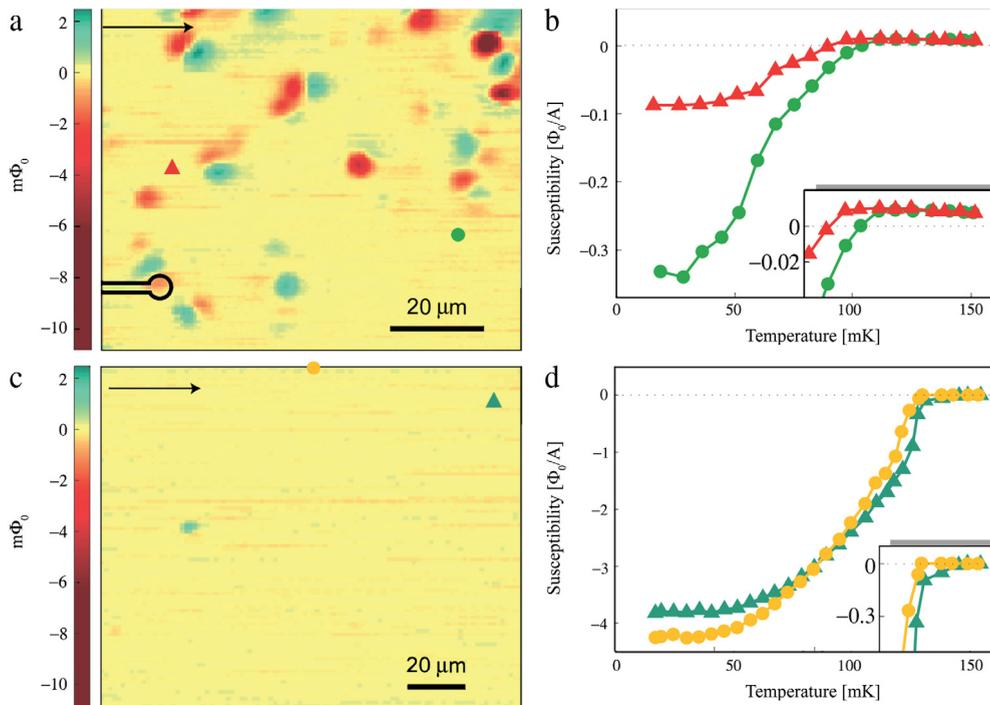 a
2
0
−2
−4
−6
−8
−10
mΦ₀
20 μm
b
0
−0.1
−0.2
−0.3
Susceptibility [Φ₀/A]
0
−0.02
0 50 100 150
Temperature [mK]
c
2
0
−2
−4
−6
−8
−10
mΦ₀
20 μm
d
0
−1
−2
−3
−4
Susceptibility [Φ₀/A]
0
−0.3
0 50 100 150
Temperature [mK]